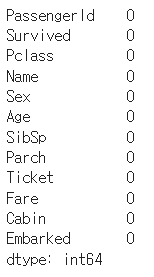 PassengerId 0
Survived 0
Pclass 0
Name 0
Sex 0
Age 0
SibSp 0
Parch 0
Ticket 0
Fare 0
Cabin 0
Embarked 0
dtype: int64